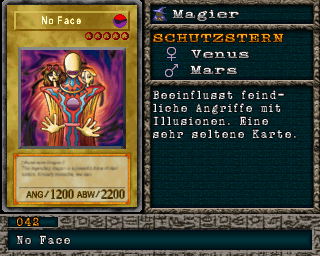 No Face
ANG/1200 ABW/2200
Magier
SCHUTZSTERN
♀ Venus
♂ Mars
Beeinflusst feind-
liche Angriffe mit
Illusionen. Eine
sehr seltene Karte.
042
No Face